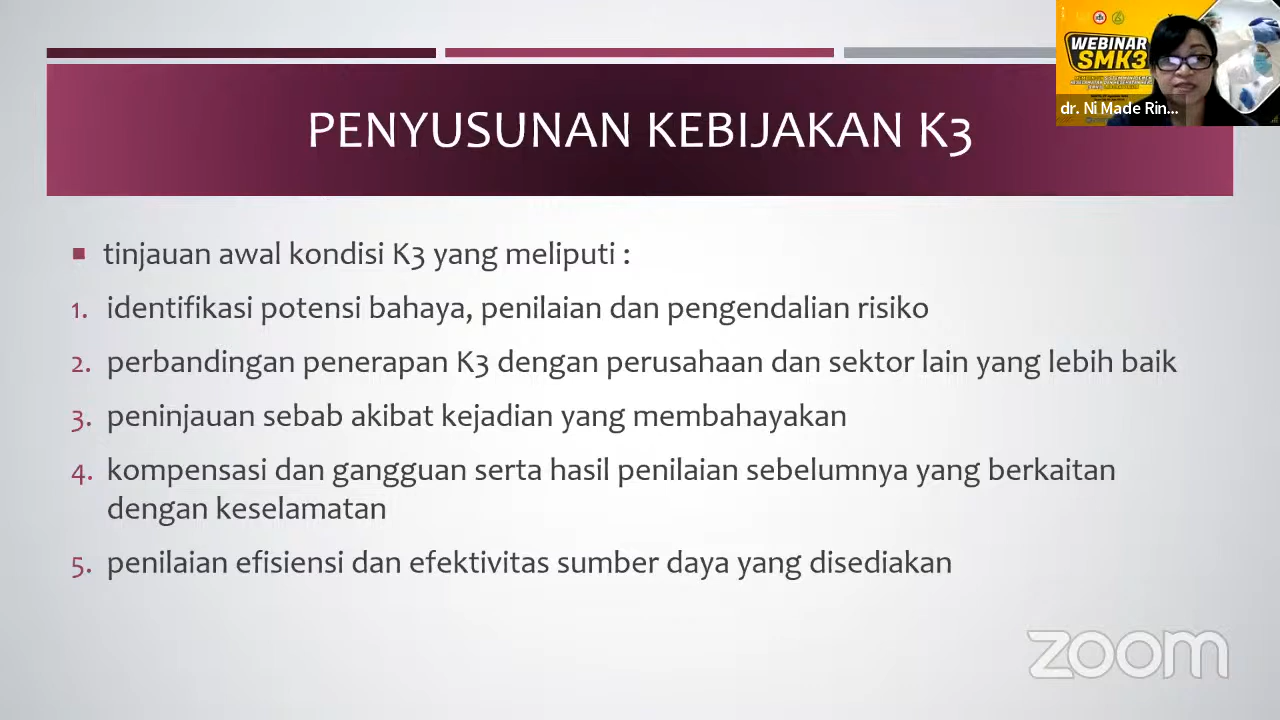 WEBINAR
SMK3
dr. Ni Made Rin...
PENYUSUNAN KEBIJAKAN K3
tinjauan awal kondisi K3 yang meliputi :
1. identifikasi potensi bahaya, penilaian dan pengendalian risiko
2. perbandingan penerapan K3 dengan perusahaan dan sektor lain yang lebih baik
3. peninjauan sebab akibat kejadian yang membahayakan
4. kompensasi dan gangguan serta hasil penilaian sebelumnya yang berkaitan
dengan keselamatan
5. penilaian efisiensi dan efektivitas sumber daya yang disediakan
zoom